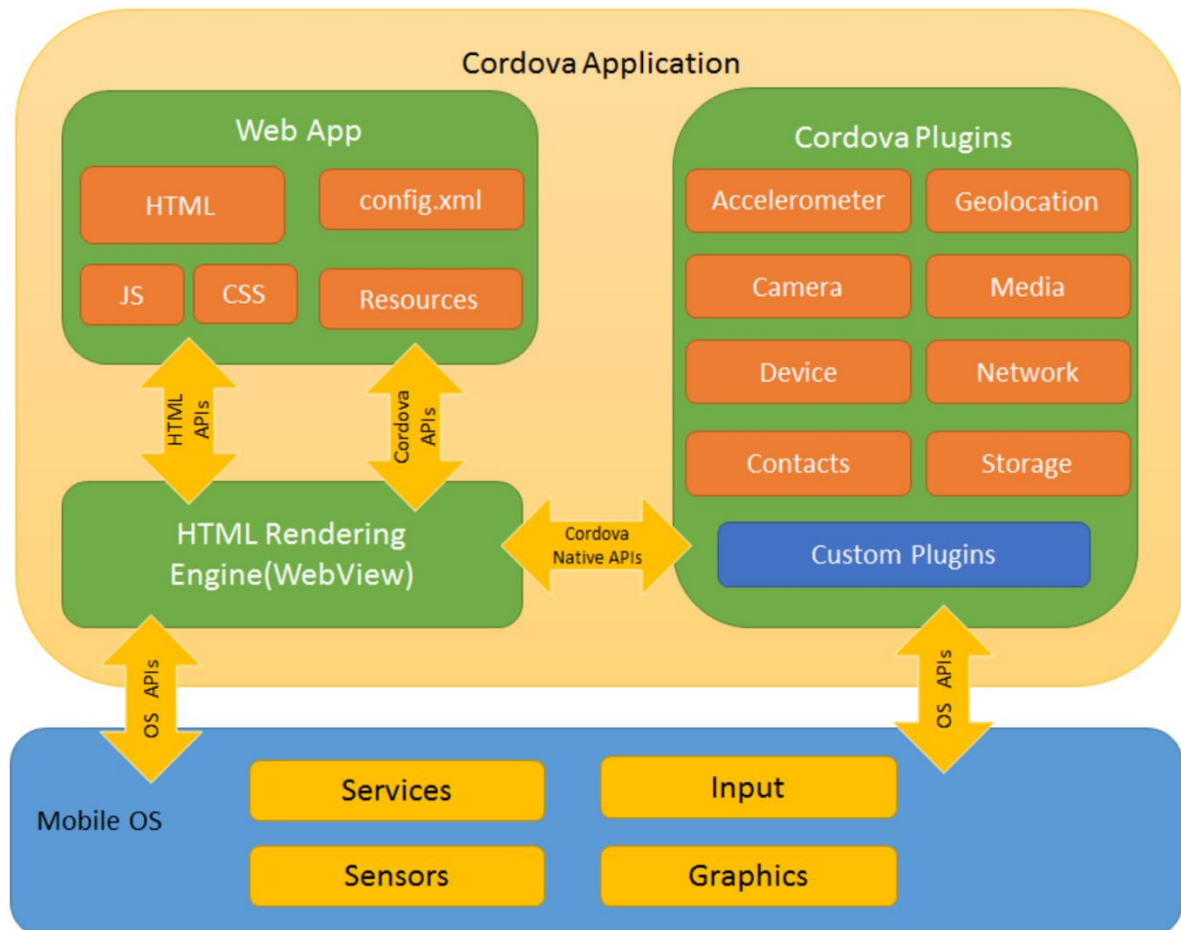 Cordova Application
Web App
HTML
config.xml
JS
CSS
Resources
HTML
APIs
Cordova
APIs
HTML Rendering
Engine(WebView)
Cordova
Native APIs
Cordova Plugins
Accelerometer
Geolocation
Camera
Media
Device
Network
Contacts
Storage
Custom Plugins
OS APIs
OS APIs
Mobile OS
Services
Input
Sensors
Graphics